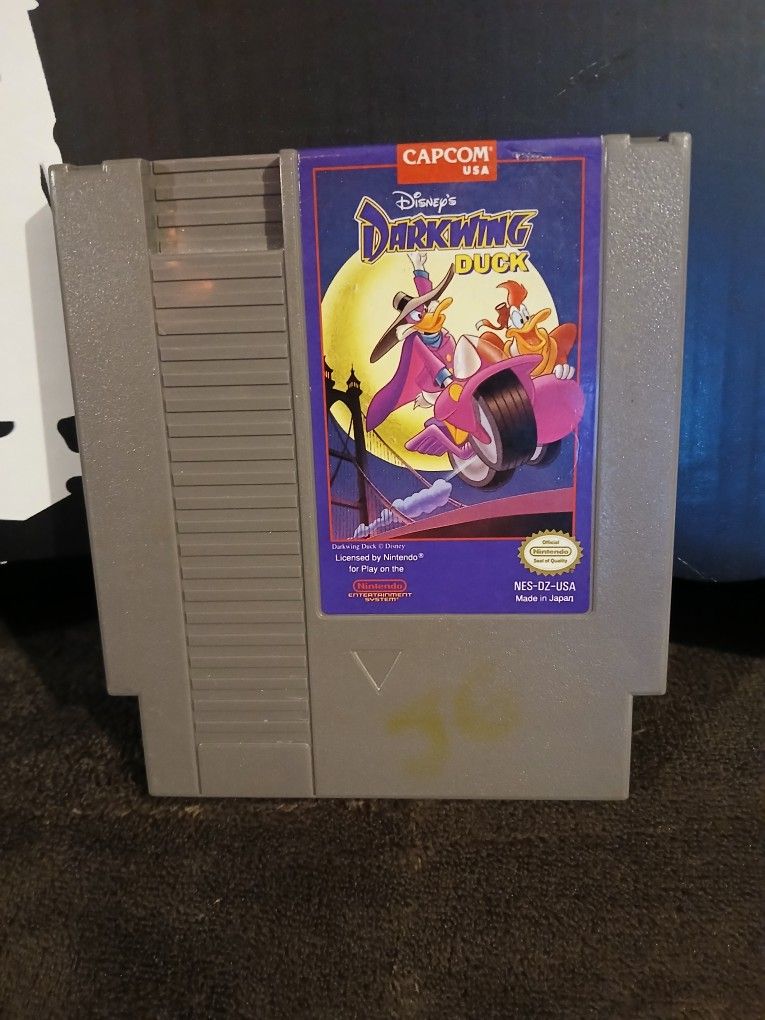 CAPCOM®
USA
Disney's
DARKWING
DUCK
Darkwing Duck © Disney
Licensed by Nintendo®
for Play on the
Nintendo
ENTERTAINMENT
SYSTEM®
Official
Nintendo
Seal of Quality
NES-DZ-USA
Made in Japan
JG